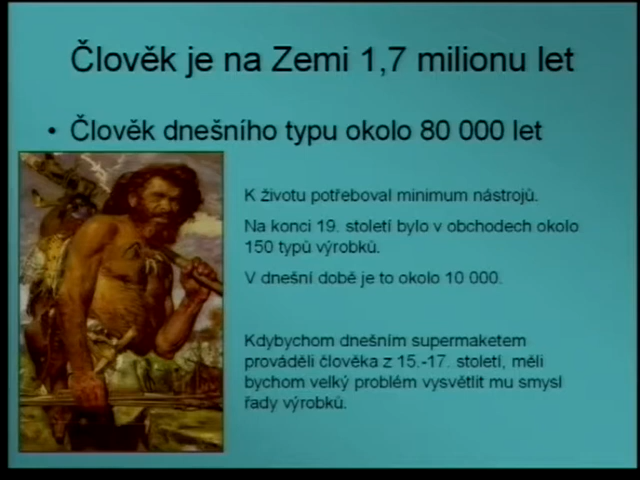 Člověk je na Zemi 1,7 milionu let
• Člověk dnešního typu okolo 80 000 let
K životu potřeboval minimum nástrojů.
Na konci 19. století bylo v obchodech okolo
150 typů výrobků.
V dnešní době je to okolo 10 000.
Kdybychom dnešním supermaketem
prováděli člověka z 15.-17. století, měli
bychom velký problém vysvětlit mu smysl
řady výrobků.